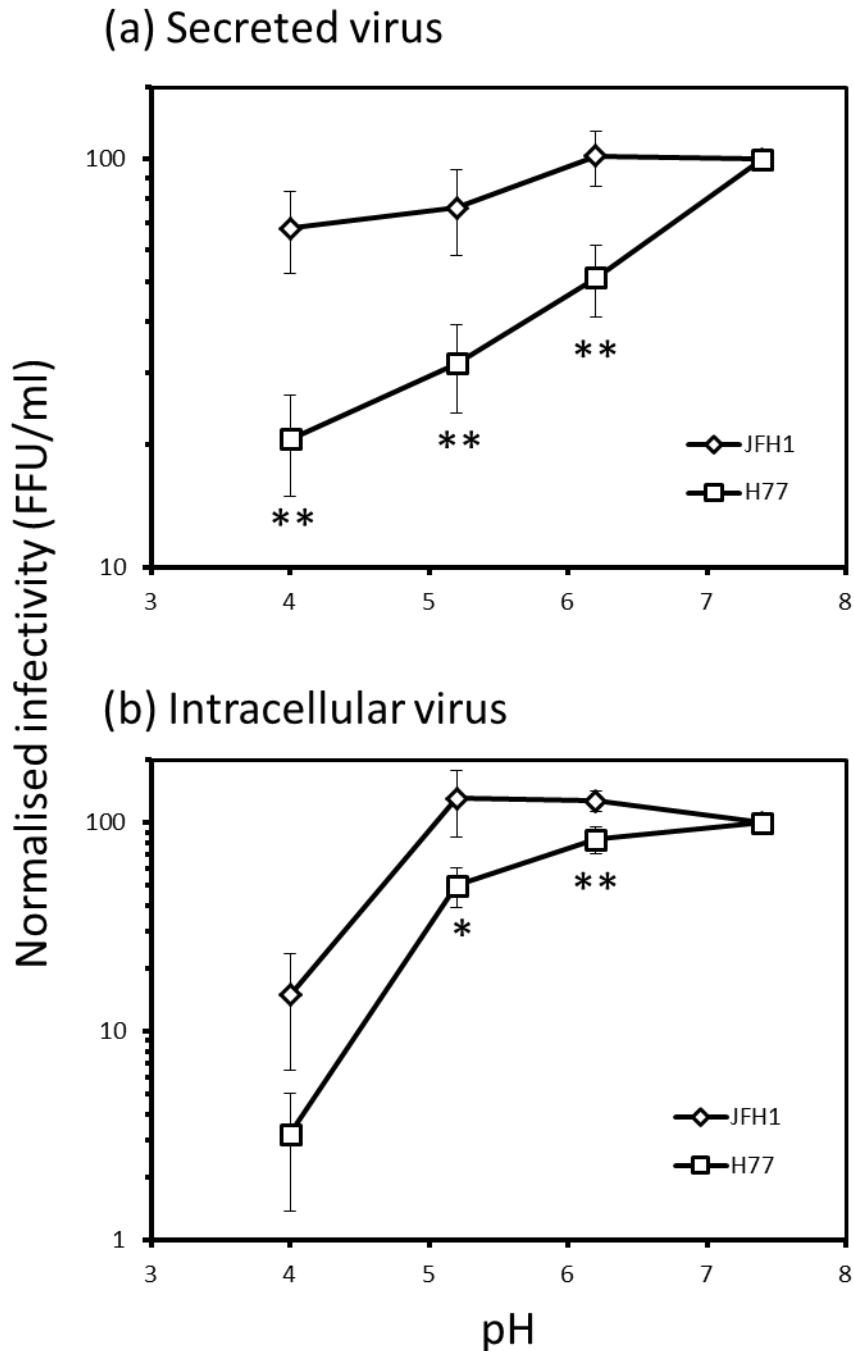 (a) Secreted virus
100
10
3 4 5 6 7 8
**
**
**
JFH1
H77
Normalised infectivity (FFU/ml)
(b) Intracellular virus
100
10
1
3 4 5 6 7 8
*
**
JFH1
H77
pH